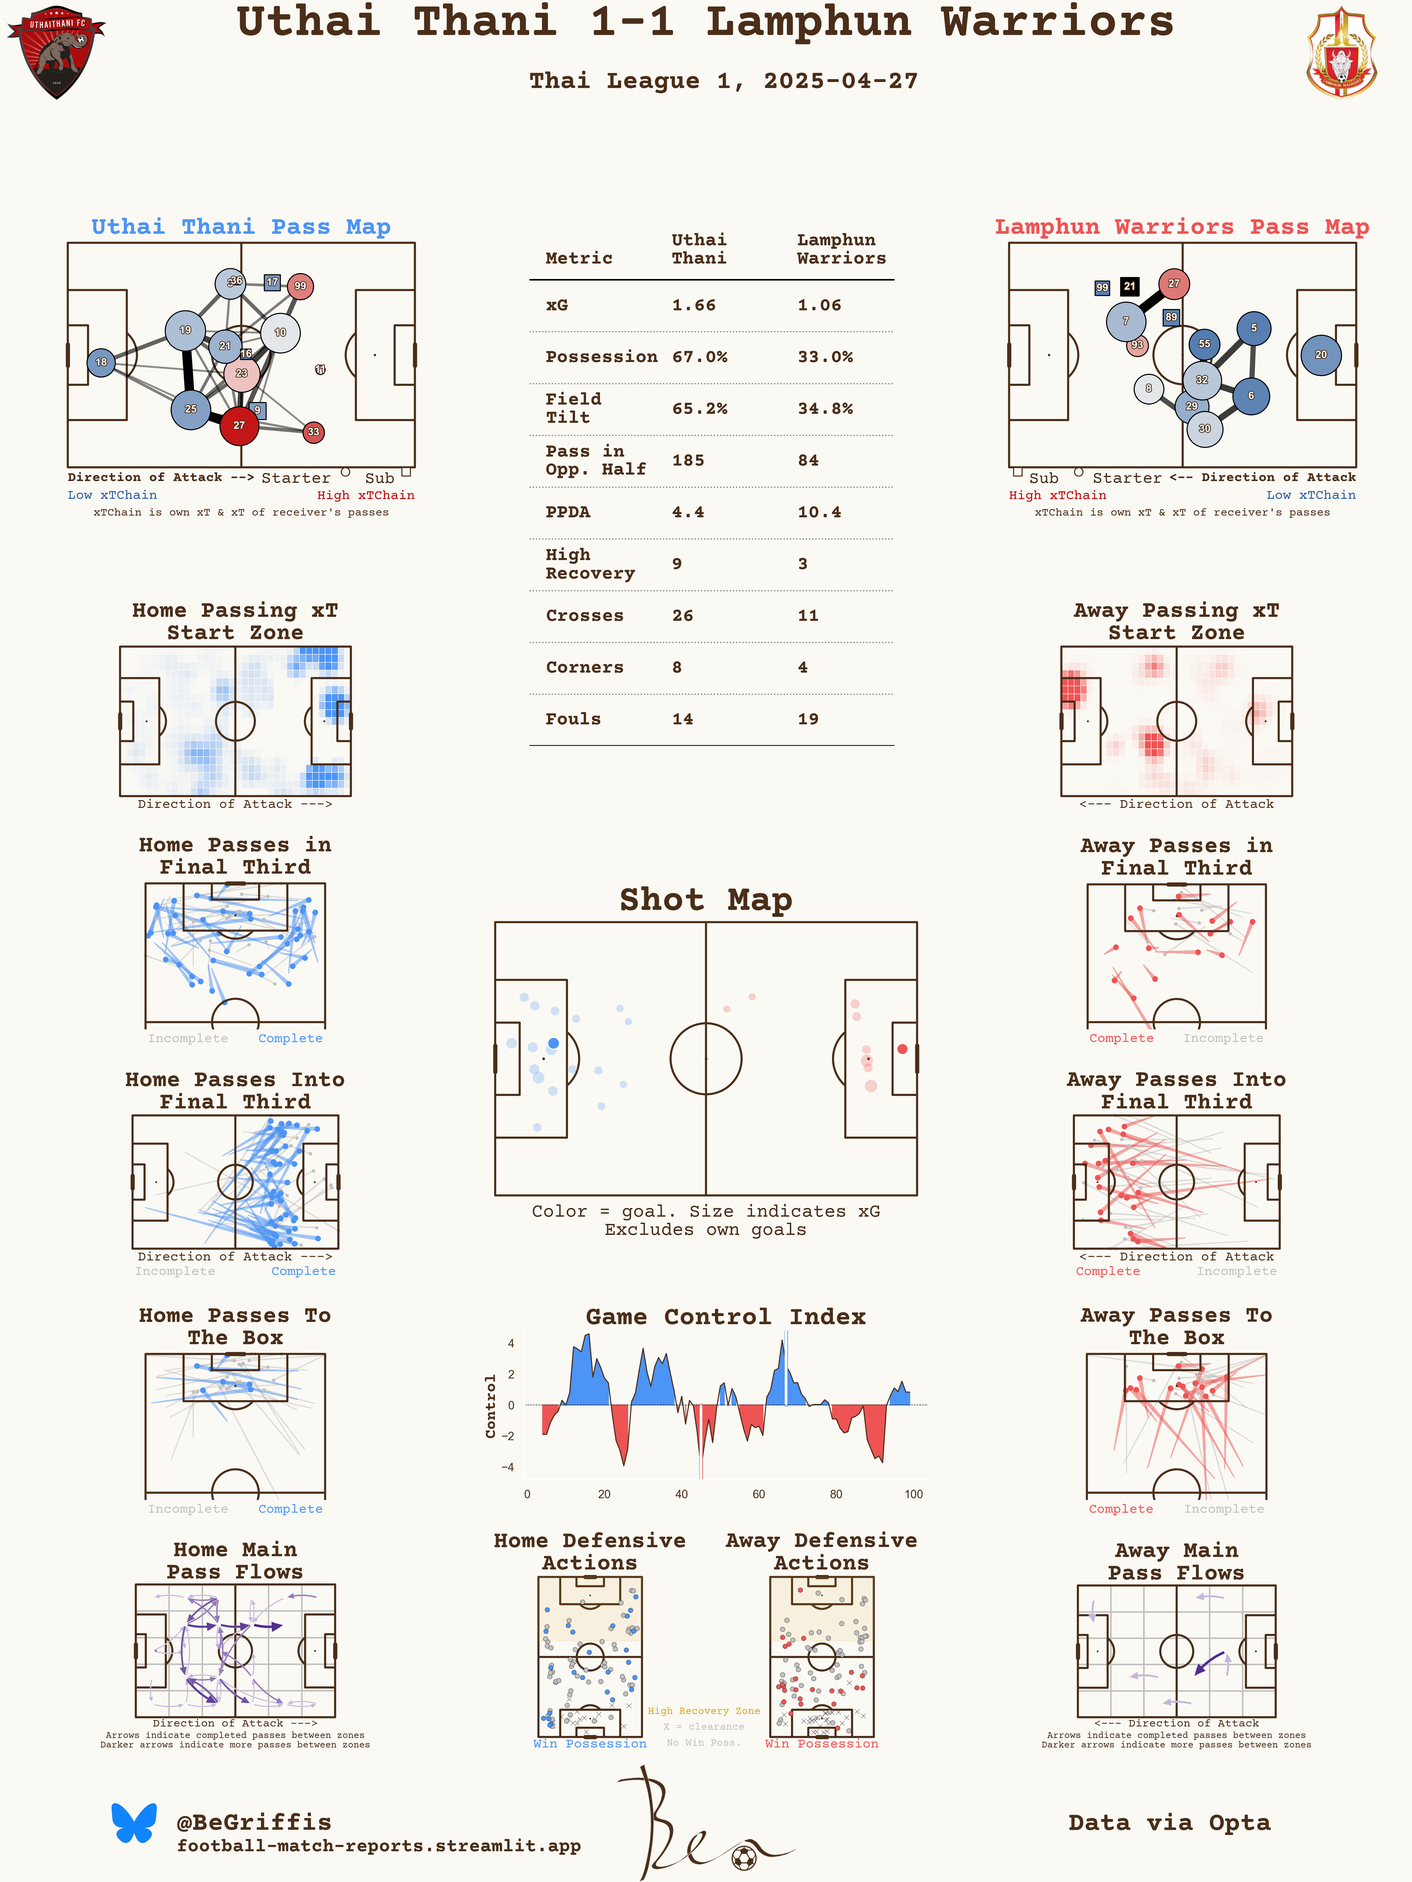 Uthai Thani 1-1 Lamphun Warriors
Thai League 1, 2025-04-27
UTHAITHANI FC
Uthai Thani Pass Map
18
19
25
21
36
17
99
10
16
23
11
9
27
33
Direction of Attack --> Starter Sub
Low xTChain High xTChain
xTChain is own xT & xT of receiver's passes
Metric Uthai Thani Lamphun Warriors
xG 1.66 1.06
Possession 67.0% 33.0%
Field Tilt 65.2% 34.8%
Pass in Opp. Half 185 84
PPDA 4.4 10.4
High Recovery 9 3
Crosses 26 11
Corners 8 4
Fouls 14 19
Lamphun Warriors Pass Map
99
21
27
7
89
93
55
5
20
8
32
29
6
30
Sub Starter <-- Direction of Attack
High xTChain Low xTChain
xTChain is own xT & xT of receiver's passes
Home Passing xT
Start Zone
Direction of Attack --->
Away Passing xT
Start Zone
<--- Direction of Attack
Home Passes in
Final Third
Incomplete Complete
Away Passes in
Final Third
Complete Incomplete
Shot Map
Color = goal. Size indicates xG
Excludes own goals
Home Passes Into
Final Third
Direction of Attack --->
Incomplete Complete
Away Passes Into
Final Third
<--- Direction of Attack
Complete Incomplete
Home Passes To
The Box
Incomplete Complete
Game Control Index
Control
4
2
0
−2
−4
0 20 40 60 80 100
Away Passes To
The Box
Complete Incomplete
Home Main
Pass Flows
Direction of Attack --->
Arrows indicate completed passes between zones
Darker arrows indicate more passes between zones
Home Defensive
Actions
Win Possession
High Recovery Zone
X = clearance
No Win Poss.
Away Defensive
Actions
Win Possession
Away Main
Pass Flows
<--- Direction of Attack
Arrows indicate completed passes between zones
Darker arrows indicate more passes between zones
@BeGriffis
football-match-reports.streamlit.app
Ben
Data via Opta